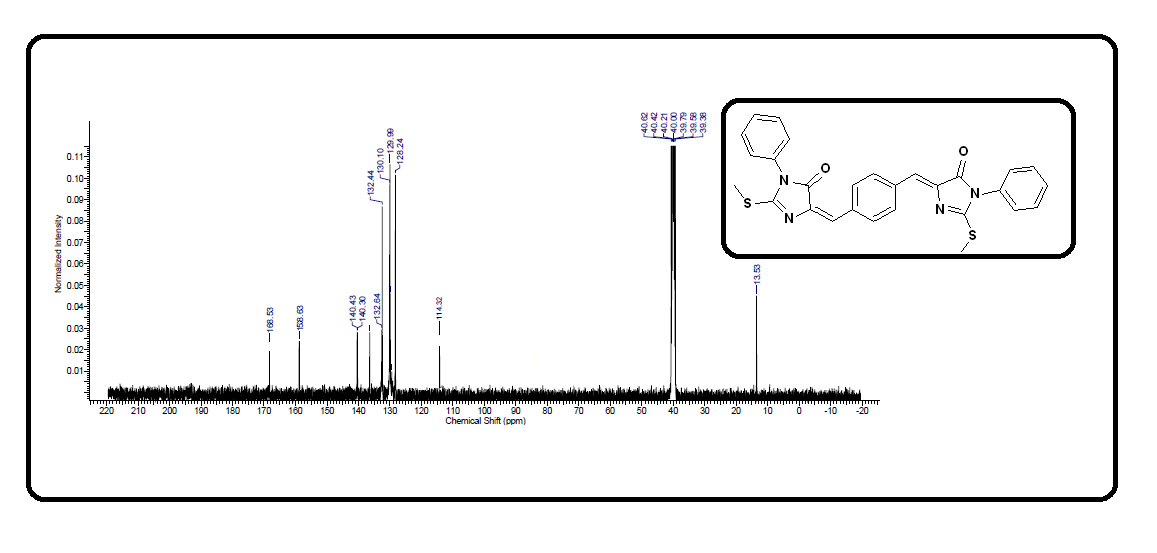 40.62
40.42
40.21
40.00
39.79
39.58
39.38
132.44
130.10
129.99
128.24
168.53
158.63
140.43
140.30
132.64
114.32
13.53
Normalized Intensity
0.11
0.10
0.09
0.08
0.07
0.06
0.05
0.04
0.03
0.02
0.01
220 210 200 190 180 170 160 150 140 130 120 110 100 90 80 70 60 50 40 30 20 10 0 -10 -20
Chemical Shift (ppm)
N
O
S
N
O
N
N
S